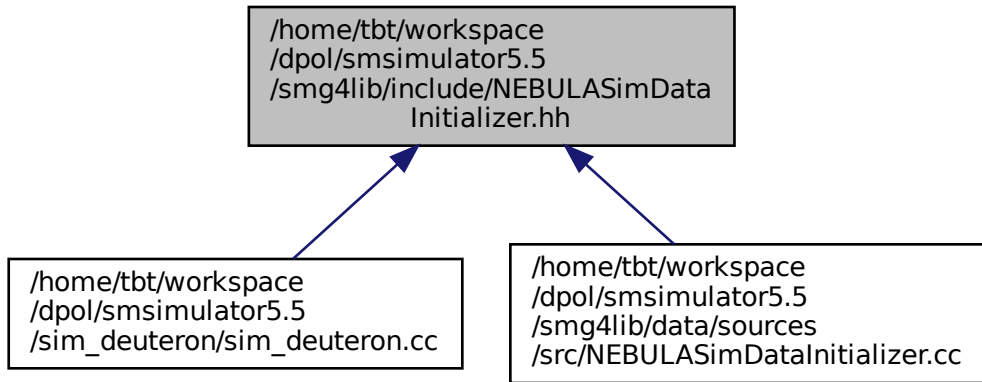 /home/tbt/workspace
/dpol/smsimulator5.5
/smg4lib/include/NEBULASimData
Initializer.hh
/home/tbt/workspace
/dpol/smsimulator5.5
/sim_deuteron/sim_deuteron.cc
/home/tbt/workspace
/dpol/smsimulator5.5
/smg4lib/data/sources
/src/NEBULASimDataInitializer.cc